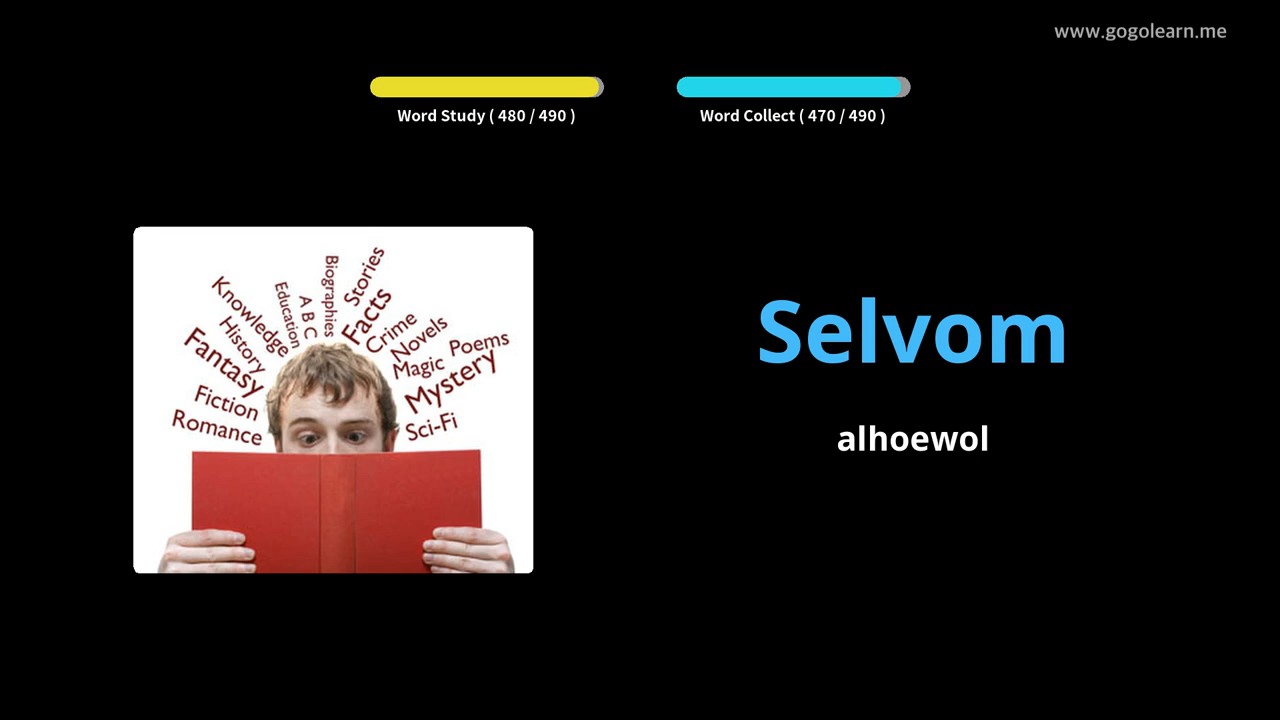 www.gogolearn.me
Word Study ( 480 / 490 )
Word Collect ( 470 / 490 )
Selvom
alhoewol
Biographies
Stories
Education
A B C
Facts
Knowledge
History
Crime
Novels
Poems
Fantasy
Magic
Mystery
Fiction
Romance
Sci-Fi